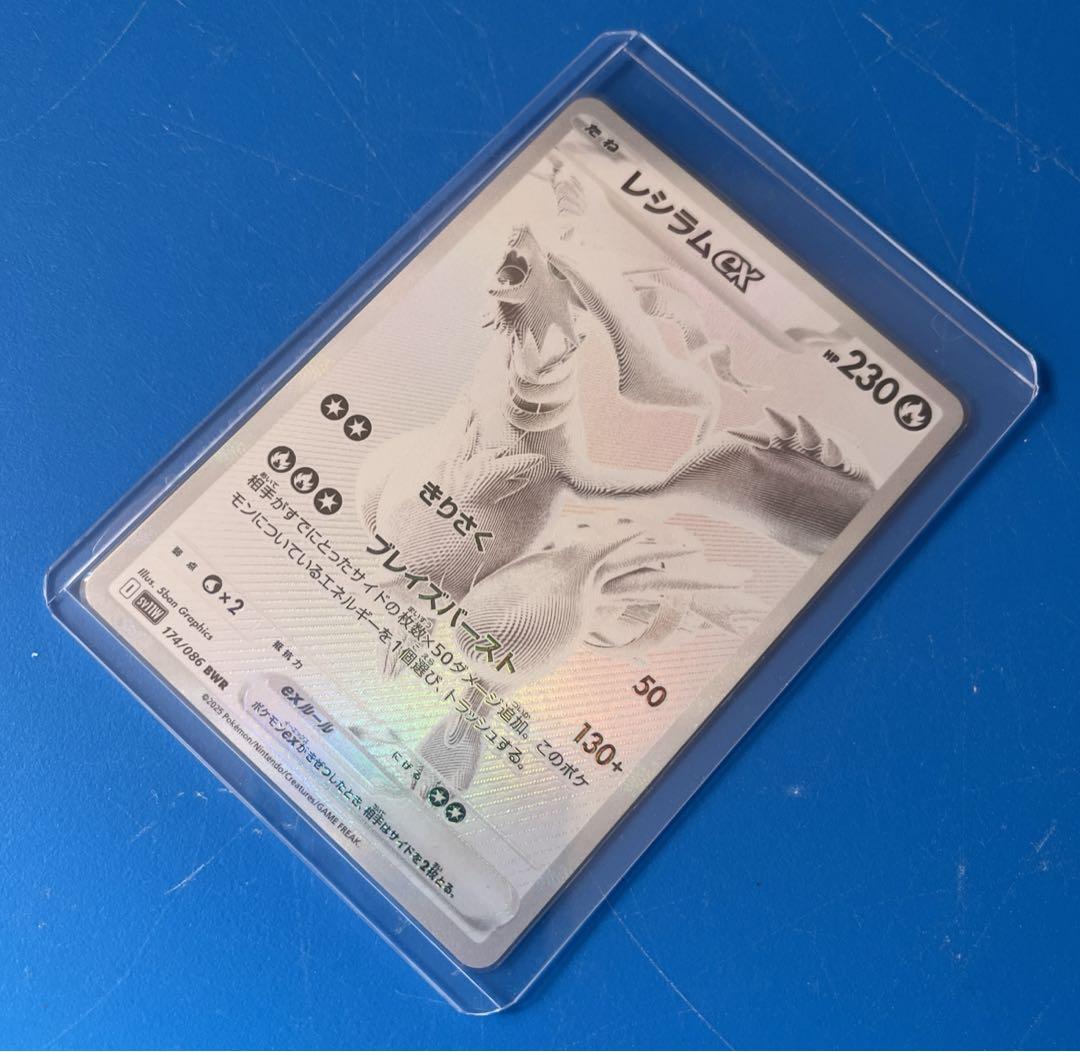 たね
レシラムex
HP 230
きりさく 50
ブレイズバースト 130+
相手がすでにとったサイドの枚数×50ダメージ追加。このポケ
モンについているエネルギーを1個選び、トラッシュする。
弱点 ×2 抵抗力 にげる
exルール
ポケモンexがきぜつしたとき、相手はサイドを2枚とる。
Illus. 5ban Graphics
I SV11W 174/086 BWR
©2025 Pokémon/Nintendo/Creatures/GAME FREAK.